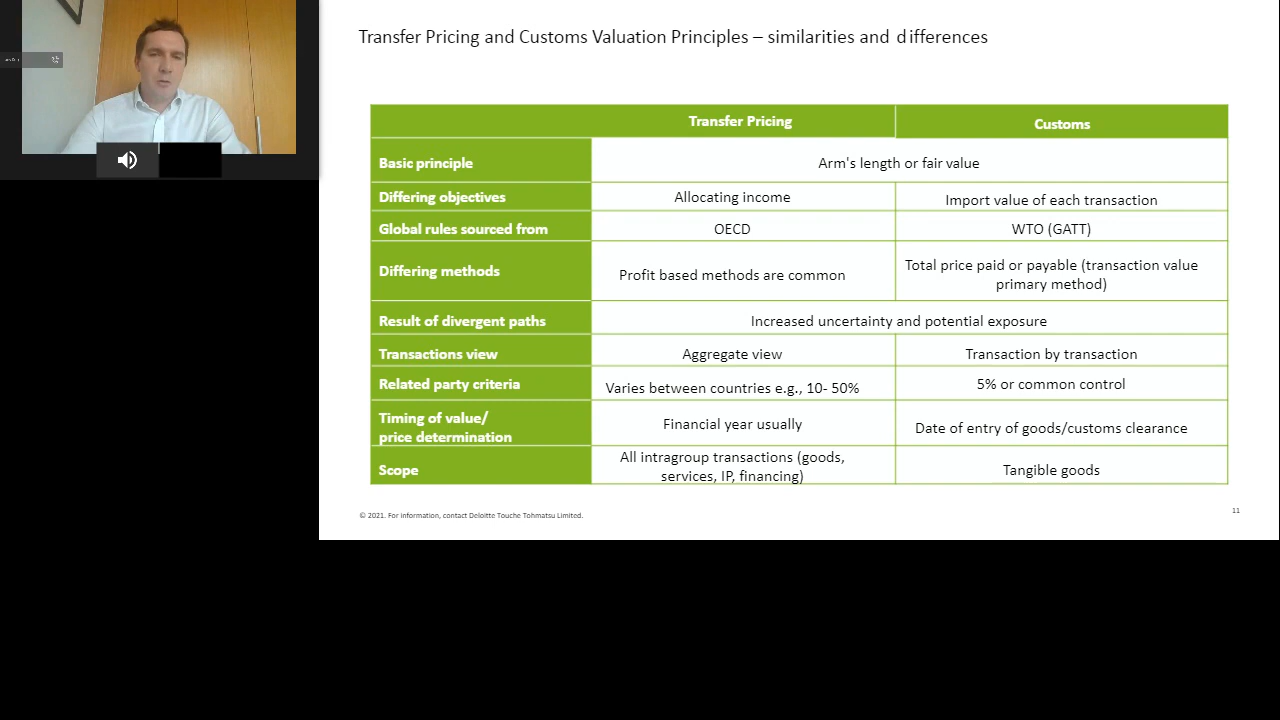 Transfer Pricing and Customs Valuation Principles – similarities and differences
Transfer Pricing
Customs
Basic principle
Arm's length or fair value
Differing objectives
Allocating income
Import value of each transaction
Global rules sourced from
OECD
WTO (GATT)
Differing methods
Profit based methods are common
Total price paid or payable (transaction value
primary method)
Result of divergent paths
Increased uncertainty and potential exposure
Transactions view
Aggregate view
Transaction by transaction
Related party criteria
Varies between countries e.g., 10- 50%
5% or common control
Timing of value/
price determination
Financial year usually
Date of entry of goods/customs clearance
Scope
All intragroup transactions (goods,
services, IP, financing)
Tangible goods
© 2021. For information, contact Deloitte Touche Tohmatsu Limited.
11